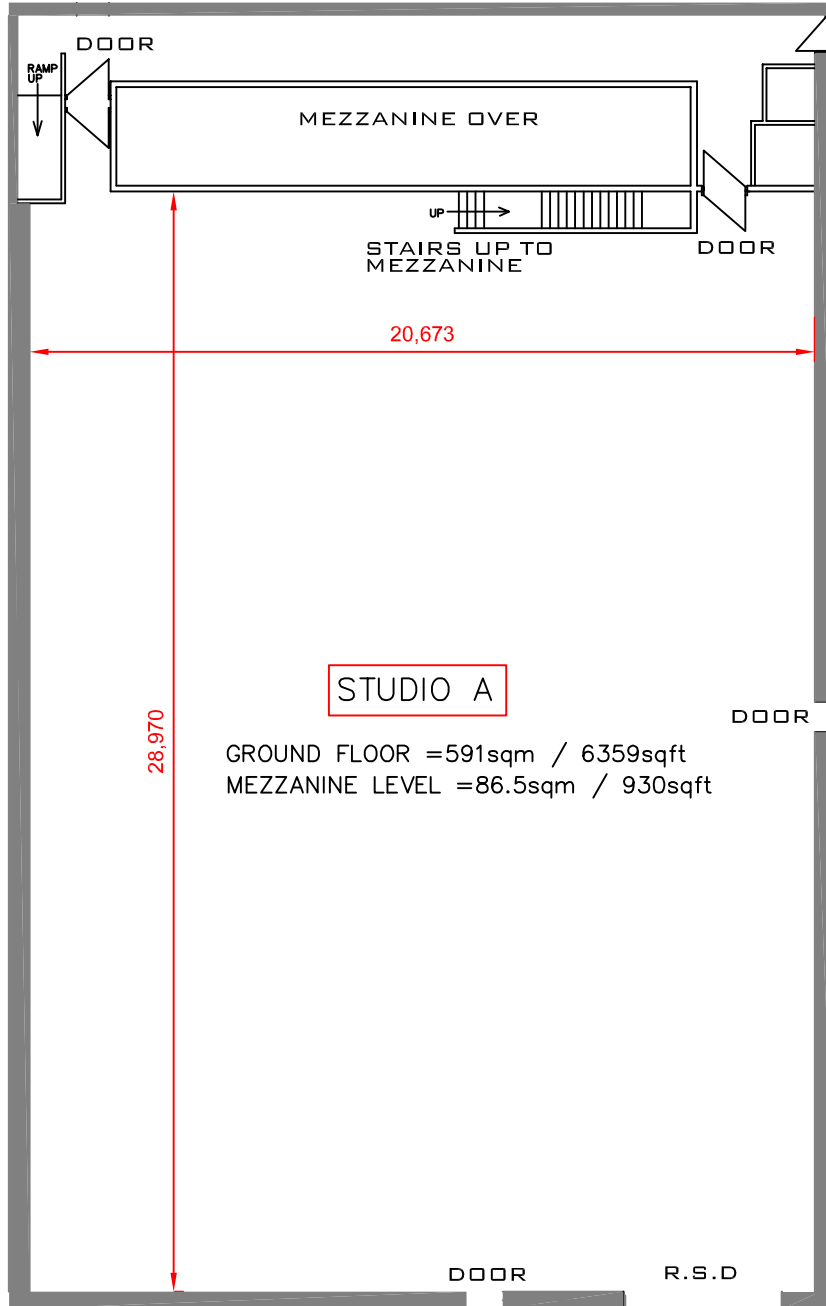 DOOR
RAMP
UP
MEZZANINE OVER
UP
STAIRS UP TO
MEZZANINE
DOOR
20,673
28,970
STUDIO A
DOOR
GROUND FLOOR =591sqm / 6359sqft
MEZZANINE LEVEL =86.5sqm / 930sqft
DOOR
R.S.D